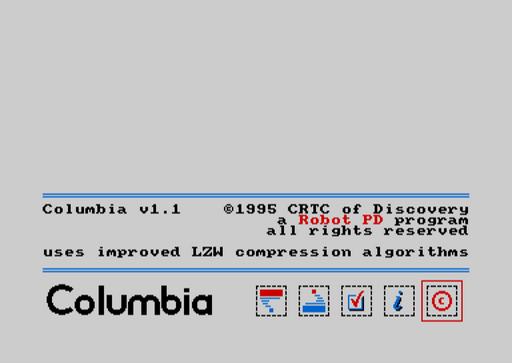 Columbia v1.1 ©1995 CRTC of Discovery
a Robot PD program
all rights reserved
uses improved LZW compression algorithms
Columbia i ©